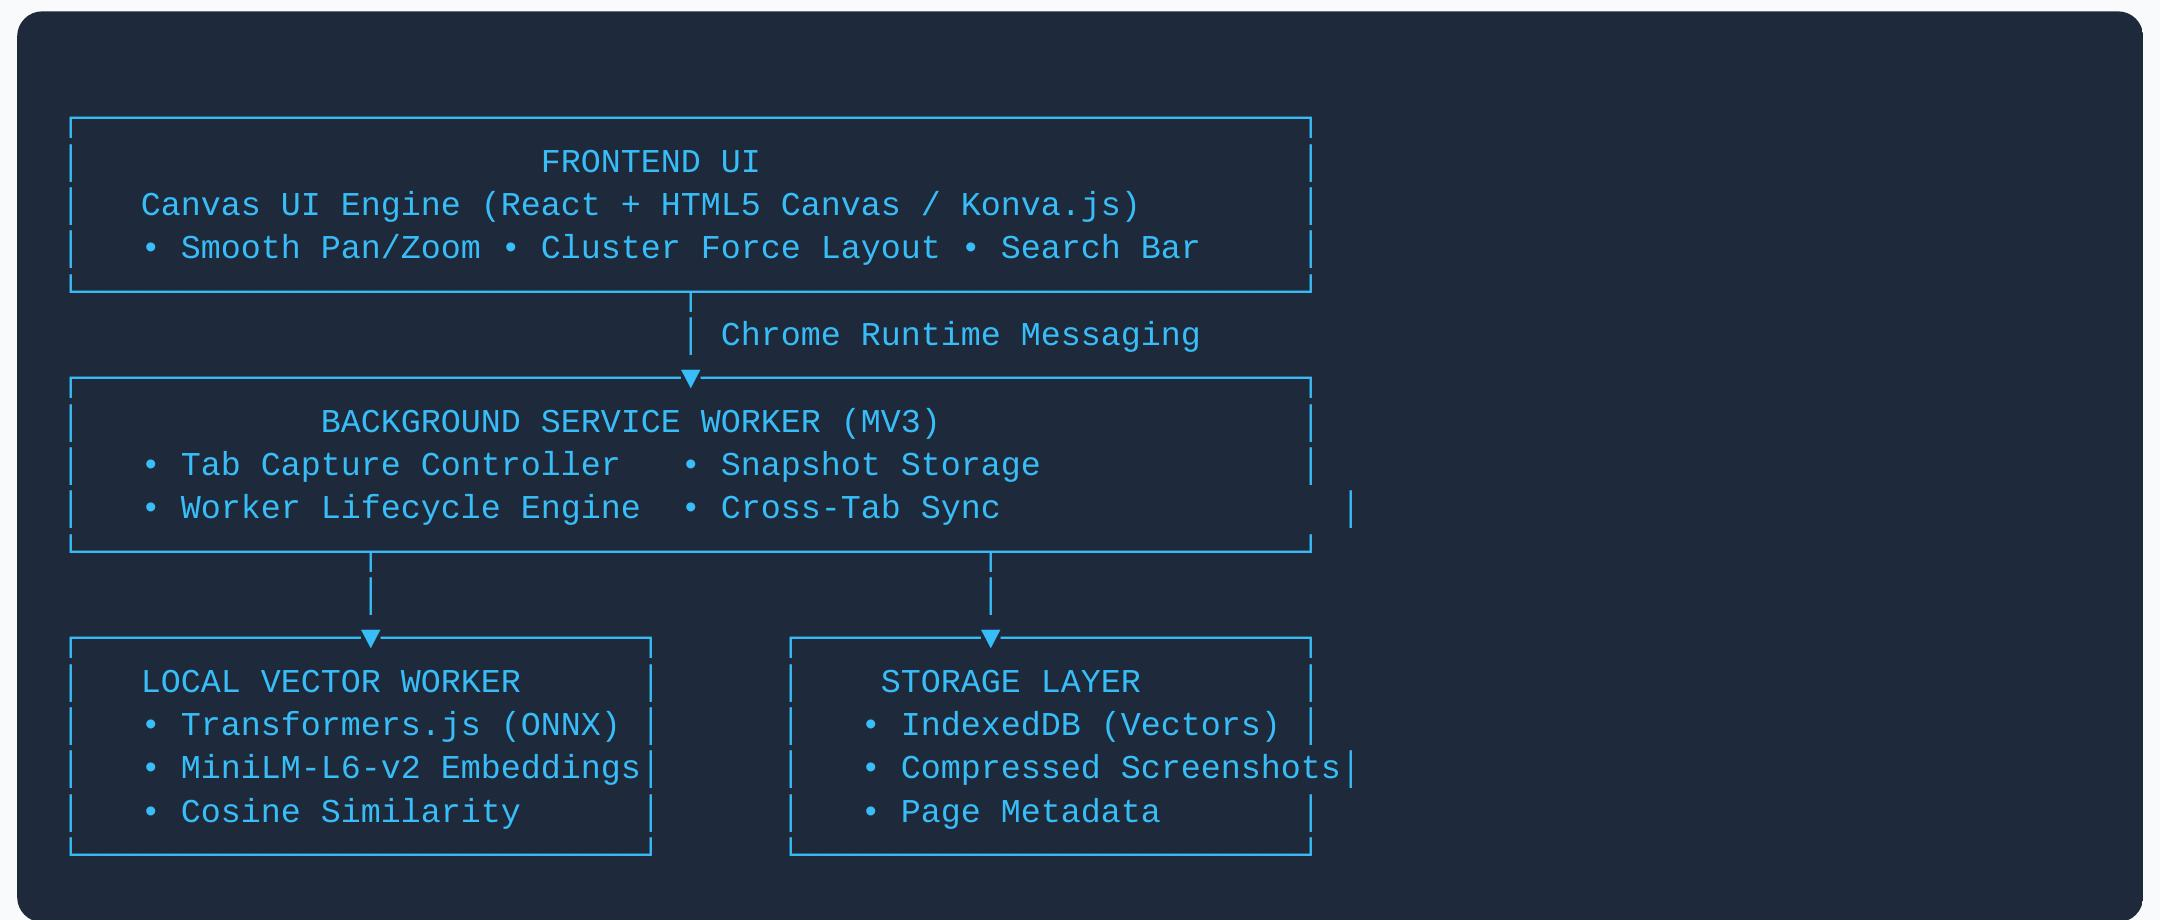 FRONTEND UI
Canvas UI Engine (React + HTML5 Canvas / Konva.js)
• Smooth Pan/Zoom • Cluster Force Layout • Search Bar
Chrome Runtime Messaging
BACKGROUND SERVICE WORKER (MV3)
• Tab Capture Controller • Snapshot Storage
• Worker Lifecycle Engine • Cross-Tab Sync
LOCAL VECTOR WORKER
• Transformers.js (ONNX)
• MiniLM-L6-v2 Embeddings
• Cosine Similarity
STORAGE LAYER
• IndexedDB (Vectors)
• Compressed Screenshots
• Page Metadata